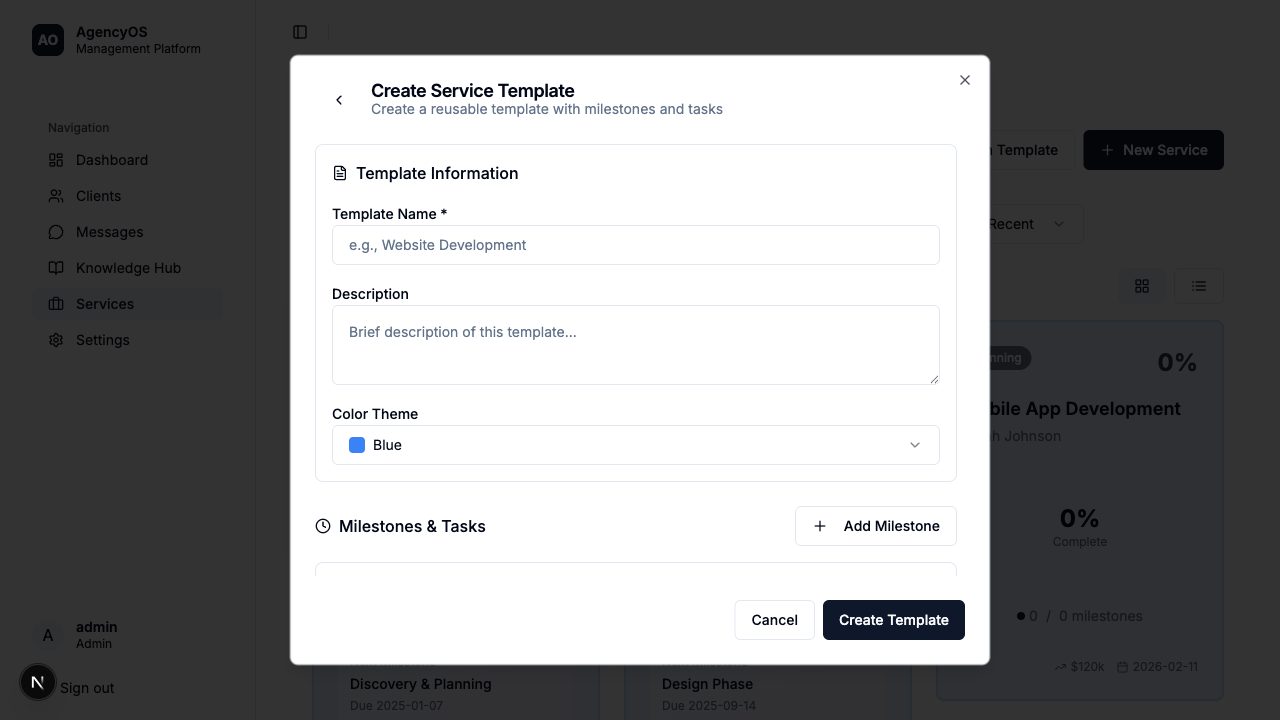 AO
AgencyOS
Management Platform
Navigation
Dashboard
Clients
Messages
Knowledge Hub
Services
Settings
A
admin
Admin
N
Sign out
Create Service Template
Create a reusable template with milestones and tasks
Template Information
Template Name *
e.g., Website Development
Description
Brief description of this template...
Color Theme
Blue
Milestones & Tasks
Add Milestone
Cancel
Create Template
Template
New Service
Recent
0%
App Development
Johnson
0%
Complete
0 / 0 milestones
$120k
2026-02-11
Discovery & Planning
Due 2025-01-07
Design Phase
Due 2025-09-14